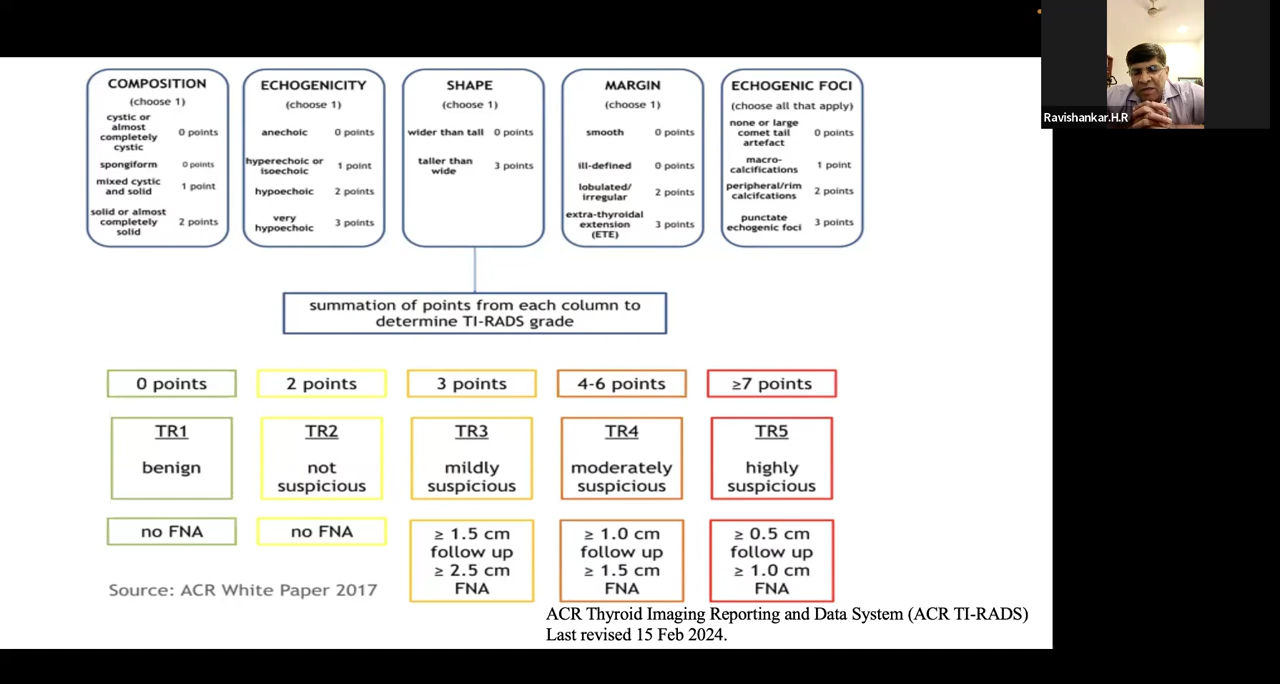 COMPOSITION
(choose 1)
cystic or
almost
completely
cystic
0 points
spongiform
0 points
mixed cystic
and solid
1 point
solid or almost
completely
solid
2 points
ECHOGENICITY
(choose 1)
anechoic
0 points
hyperechoic or
isoechoic
1 point
hypoechoic
2 points
very
hypoechoic
3 points
SHAPE
(choose 1)
wider than tall
0 points
taller than
wide
3 points
MARGIN
(choose 1)
smooth
0 points
ill-defined
0 points
lobulated/
irregular
2 points
extra-thyroidal
extension
(ETE)
3 points
ECHOGENIC FOCI
(choose all that apply)
none or large
comet tail
artefact
0 points
macro-
calcifications
1 point
peripheral/rim
calcifcations
2 points
punctate
echogenic foci
3 points
Ravishankar.H.R
summation of points from each column to
determine TI-RADS grade
0 points
2 points
3 points
4-6 points
≥7 points
TR1
benign
TR2
not
suspicious
TR3
mildly
suspicious
TR4
moderately
suspicious
TR5
highly
suspicious
no FNA
no FNA
≥ 1.5 cm
follow up
≥ 2.5 cm
FNA
≥ 1.0 cm
follow up
≥ 1.5 cm
FNA
≥ 0.5 cm
follow up
≥ 1.0 cm
FNA
Source: ACR White Paper 2017
ACR Thyroid Imaging Reporting and Data System (ACR TI-RADS)
Last revised 15 Feb 2024.